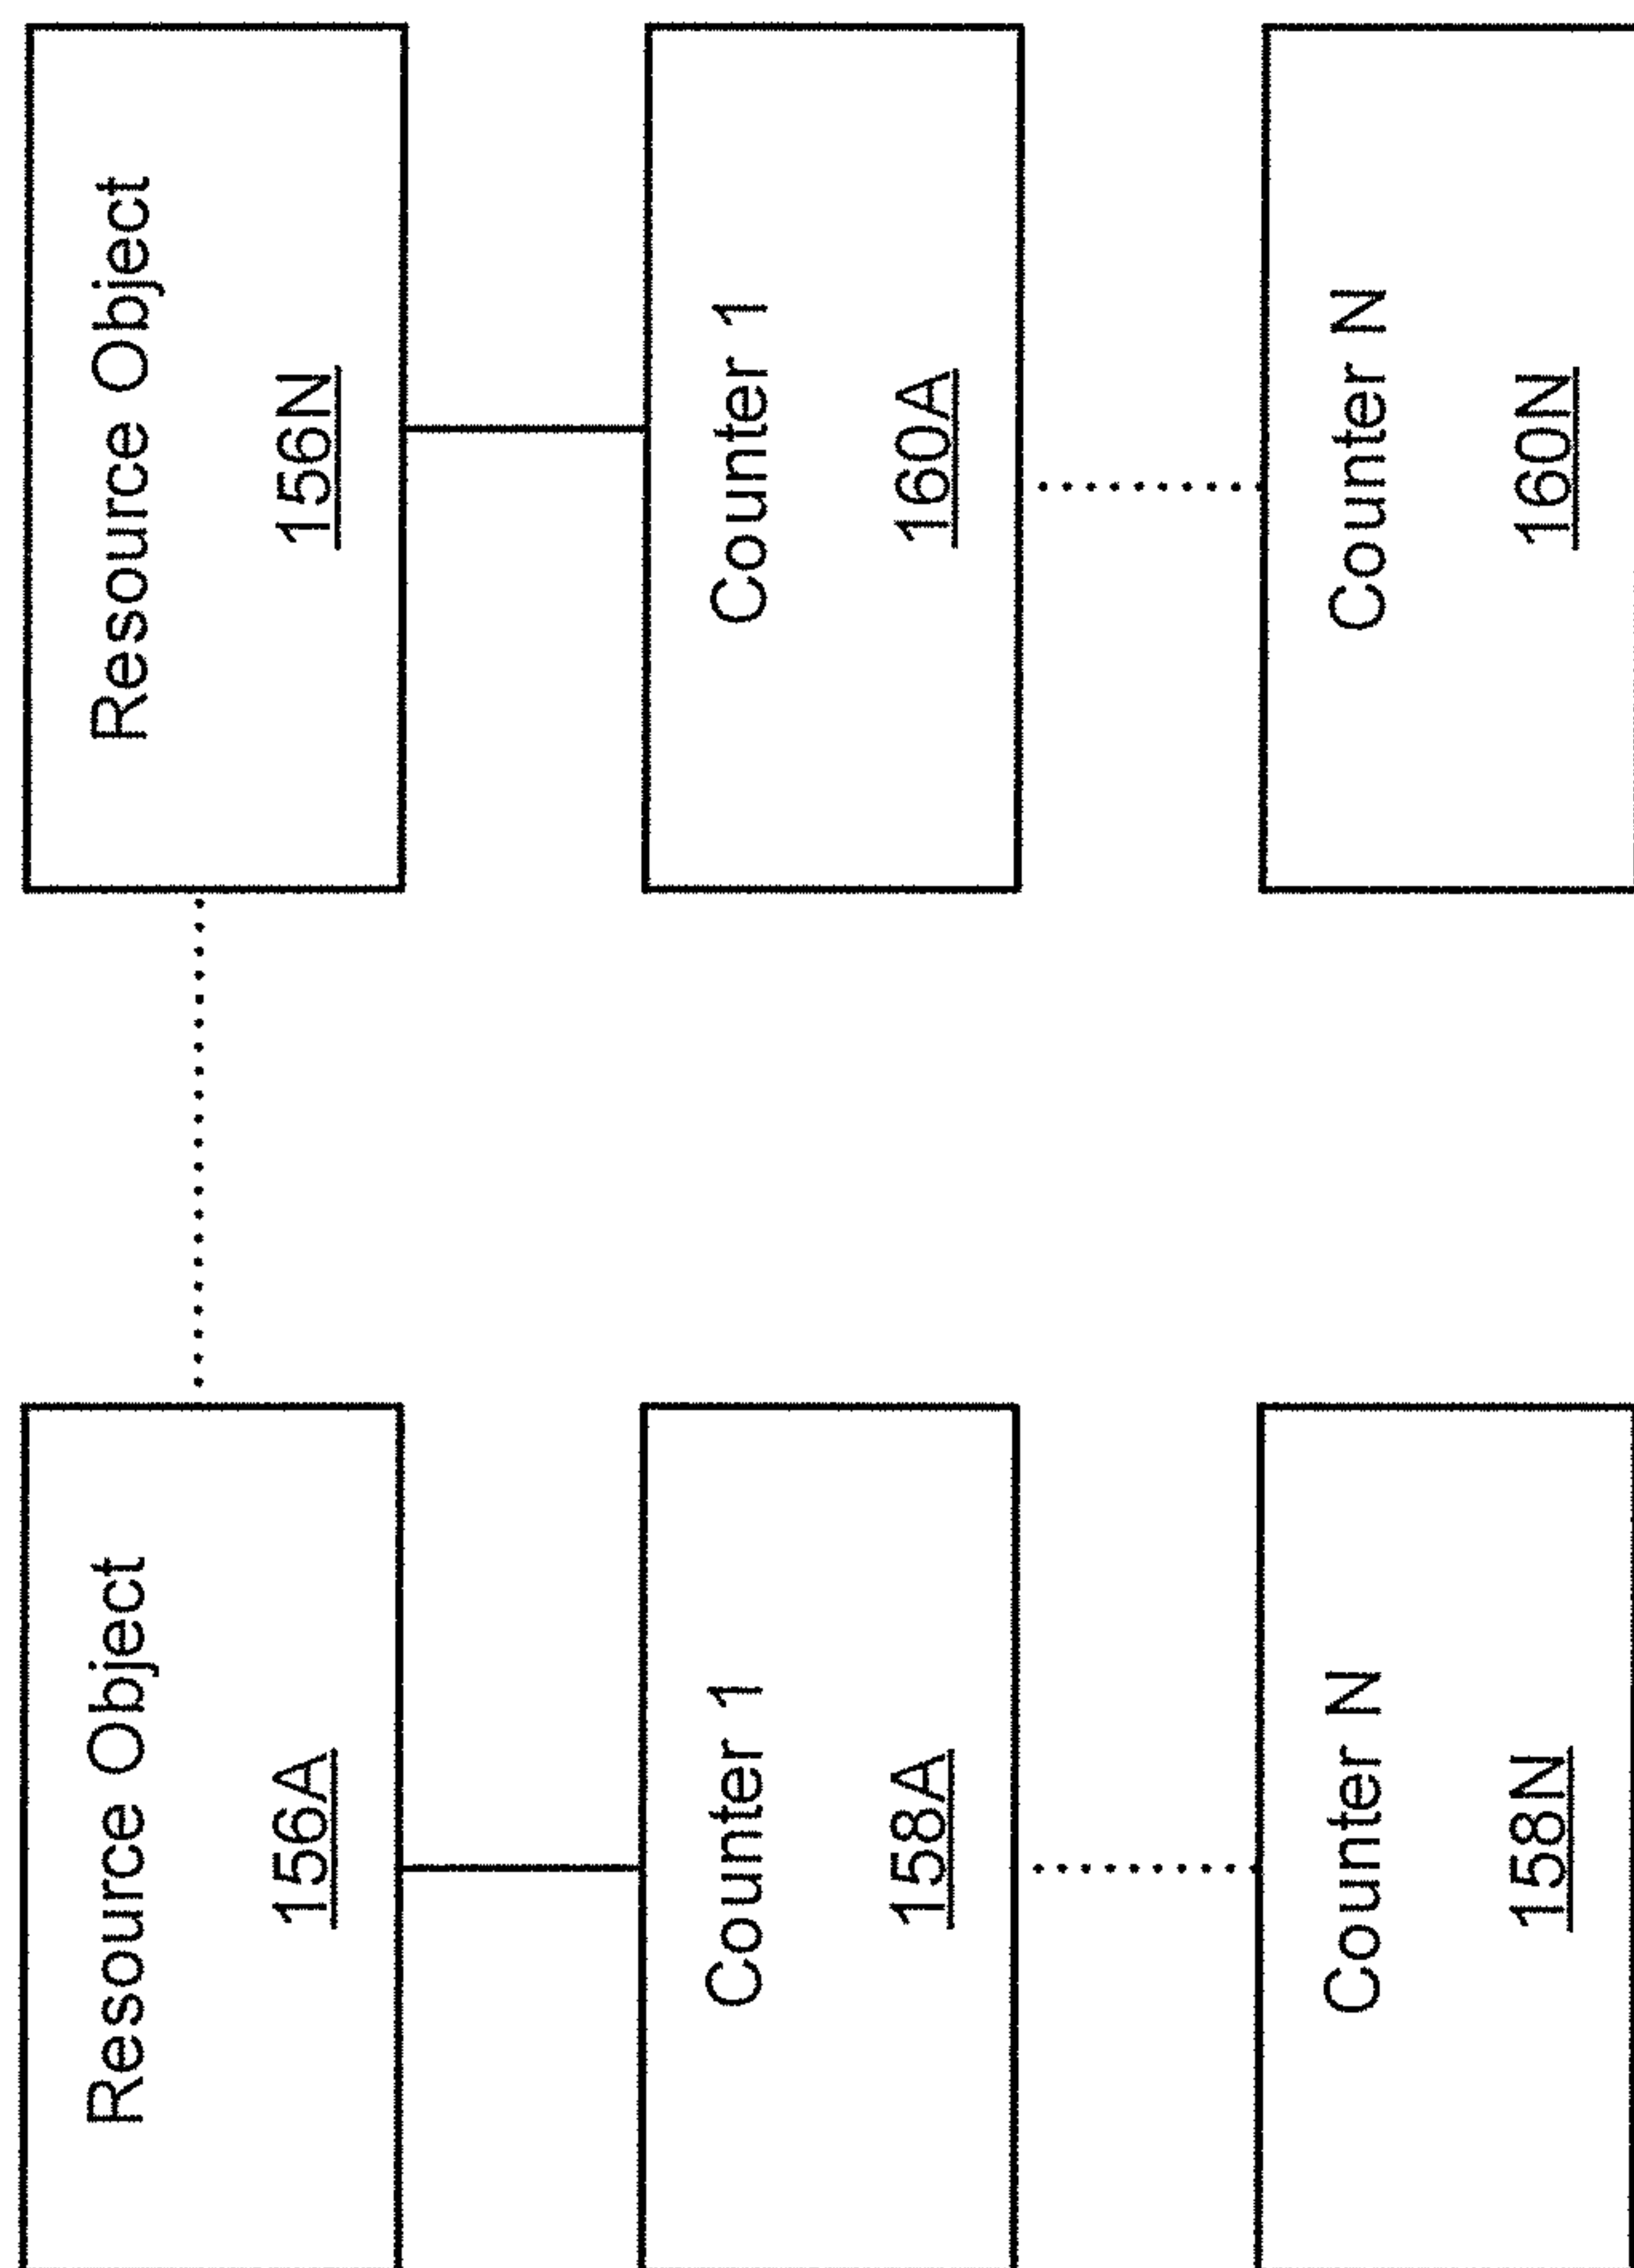 Resource Object
156A
Resource Object
156N
Counter 1
158A
Counter 1
160A
Counter N
158N
Counter N
160N